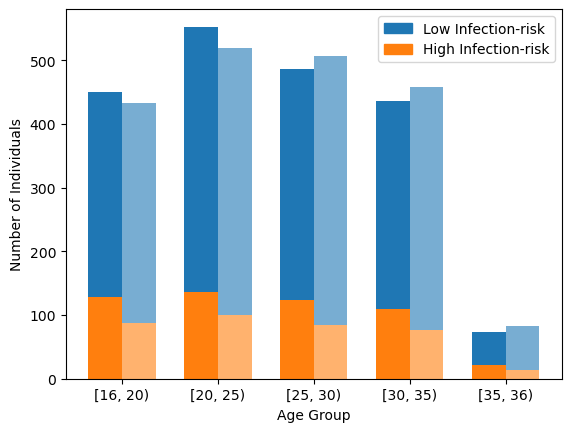 Low Infection-risk
High Infection-risk
Number of Individuals
500
400
300
200
100
0
[16, 20)
[20, 25)
[25, 30)
[30, 35)
[35, 36)
Age Group